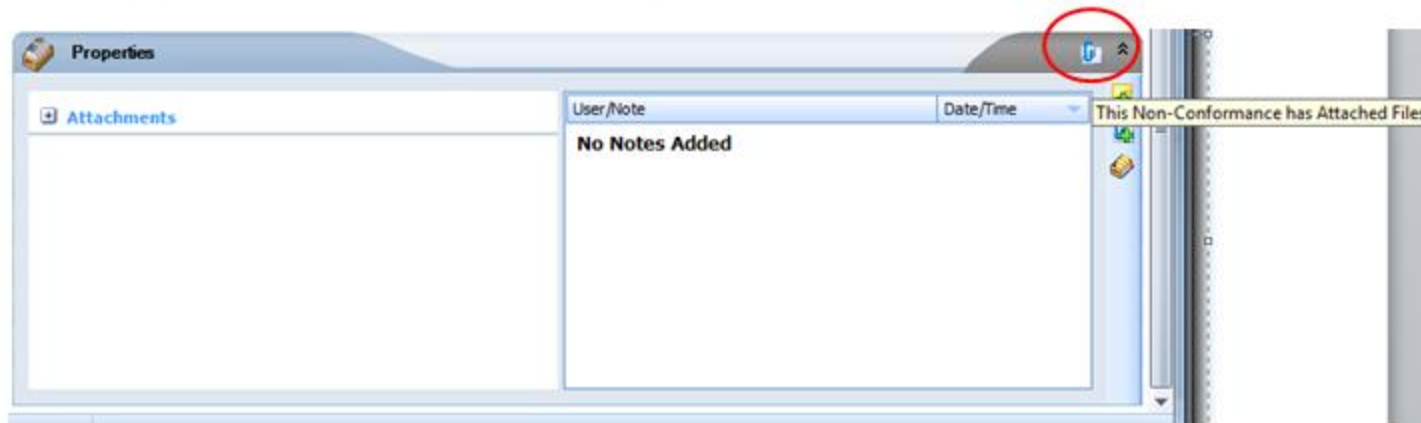 Properties
Attachments
User/Note Date/Time
This Non-Conformance has Attached Files
No Notes Added